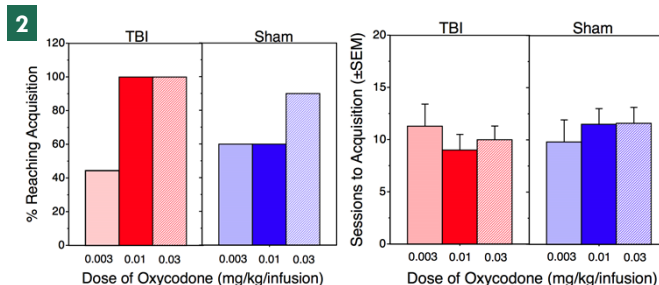 2
TBI Sham
% Reaching Acquisition
120
100
80
60
40
20
0
0.003 0.01 0.03 0.003 0.01 0.03
Dose of Oxycodone (mg/kg/infusion)
TBI Sham
Sessions to Acquisition (±SEM)
20
15
10
5
0
0.003 0.01 0.03 0.003 0.01 0.03
Dose of Oxycodone (mg/kg/infusion)